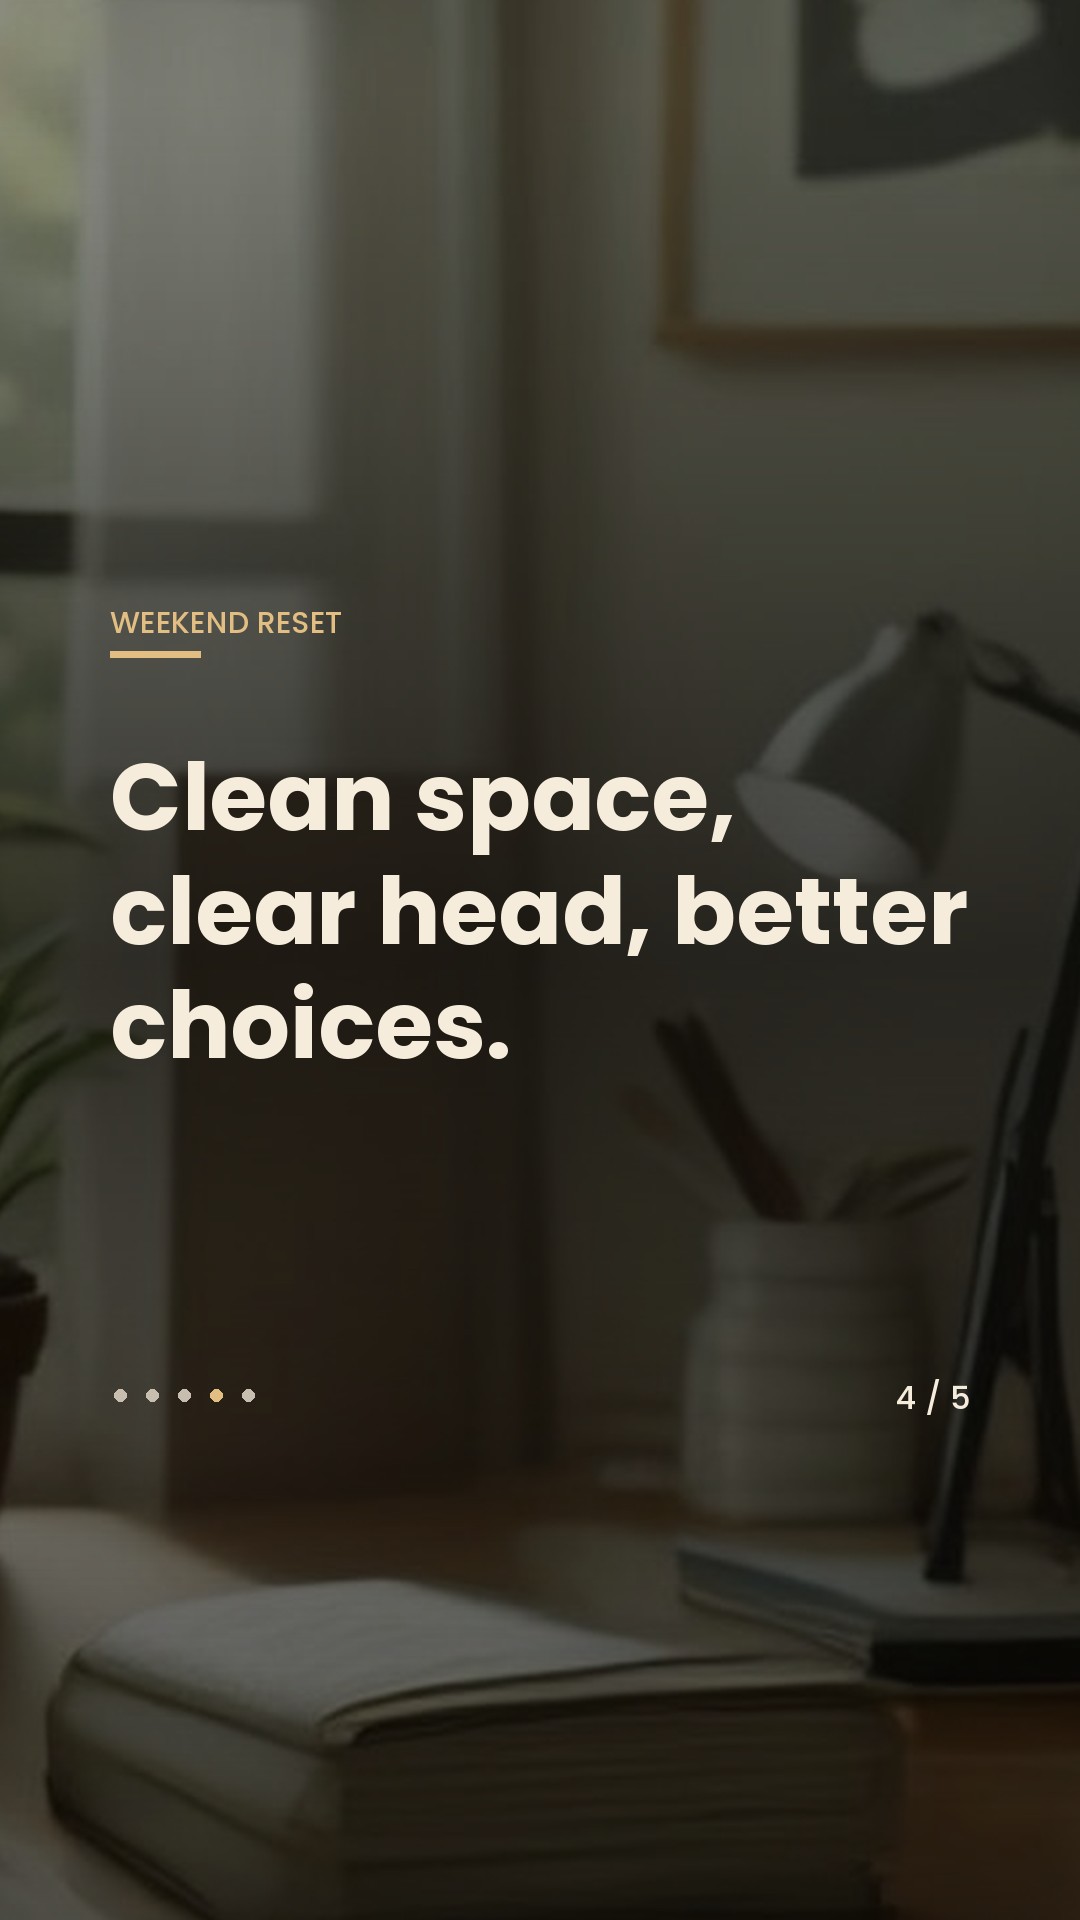 WEEKEND RESET
Clean space,
clear head, better
choices.
4 / 5